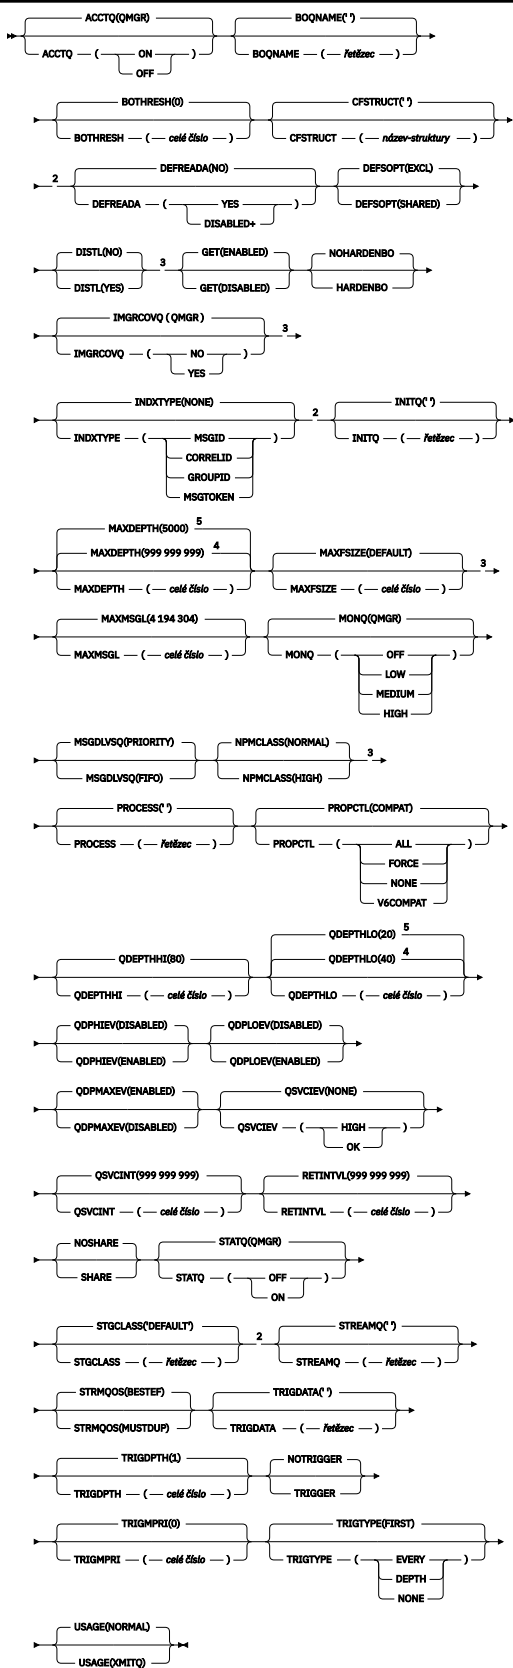 ACCTQ(QMGR) BOQNAME(' ')
ACCTQ ( ON ) BOQNAME ( řetězec )
OFF
BOTHRESH(0) CFSTRUCT(' ')
BOTHRESH ( celé číslo ) CFSTRUCT ( název-struktury )
2 DEFREADA(NO) DEFSOPT(EXCL)
DEFREADA ( YES ) DEFSOPT(SHARED)
DISABLED+
DISTL(NO) 3 GET(ENABLED) NOHARDENBO
DISTL(YES) GET(DISABLED) HARDENBO
IMGRCOVQ ( QMGR ) 3
IMGRCOVQ ( NO )
YES
INDXTYPE(NONE) 2 INITQ(' ')
INDXTYPE ( MSGID ) INITQ ( řetězec )
CORRELID
GROUPID
MSGTOKEN
MAXDEPTH(5000) 5
MAXDEPTH(999 999 999) 4 MAXFSIZE(DEFAULT) 3
MAXDEPTH ( celé číslo ) MAXFSIZE ( celé číslo )
MAXMSGL(4 194 304) MONQ(QMGR)
MAXMSGL ( celé číslo ) MONQ ( OFF )
LOW
MEDIUM
HIGH
MSGDLVSQ(PRIORITY) NPMCLASS(NORMAL) 3
MSGDLVSQ(FIFO) NPMCLASS(HIGH)
PROCESS(' ') PROPCTL(COMPAT)
PROCESS ( řetězec ) PROPCTL ( ALL )
FORCE
NONE
V6COMPAT
QDEPTHLO(20) 5
QDEPTHHI(80) QDEPTHLO(40) 4
QDEPTHHI ( celé číslo ) QDEPTHLO ( celé číslo )
QDPHIEV(DISABLED) QDPLOEV(DISABLED)
QDPHIEV(ENABLED) QDPLOEV(ENABLED)
QDPMAXEV(ENABLED) QSVCIEV(NONE)
QDPMAXEV(DISABLED) QSVCIEV ( HIGH )
OK
QSVCINT(999 999 999) RETINTVL(999 999 999)
QSVCINT ( celé číslo ) RETINTVL ( celé číslo )
NOSHARE STATQ(QMGR)
SHARE STATQ ( OFF )
ON
STGCLASS('DEFAULT') 2 STREAMQ(' ')
STGCLASS ( řetězec ) STREAMQ ( řetězec )
STRMQOS(BESTEF) TRIGDATA(' ')
STRMQOS(MUSTDUP) TRIGDATA ( řetězec )
TRIGDPTH(1) NOTRIGGER
TRIGDPTH ( celé číslo ) TRIGGER
TRIGMPRI(0) TRIGTYPE(FIRST)
TRIGMPRI ( celé číslo ) TRIGTYPE ( EVERY )
DEPTH
NONE
USAGE(NORMAL)
USAGE(XMITQ)